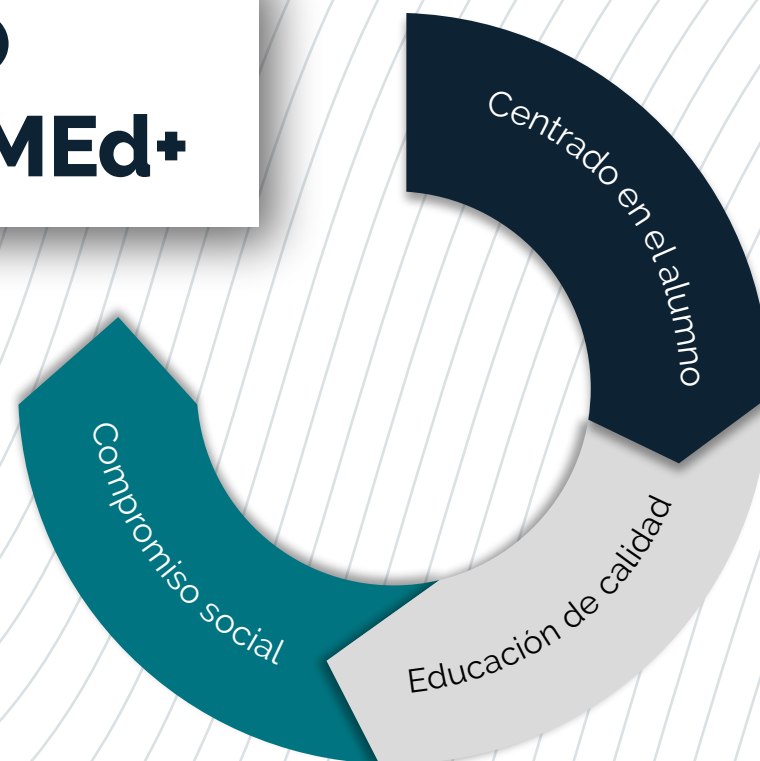 MEd+
Centrado en el alumno
Educación de calidad
Compromiso social